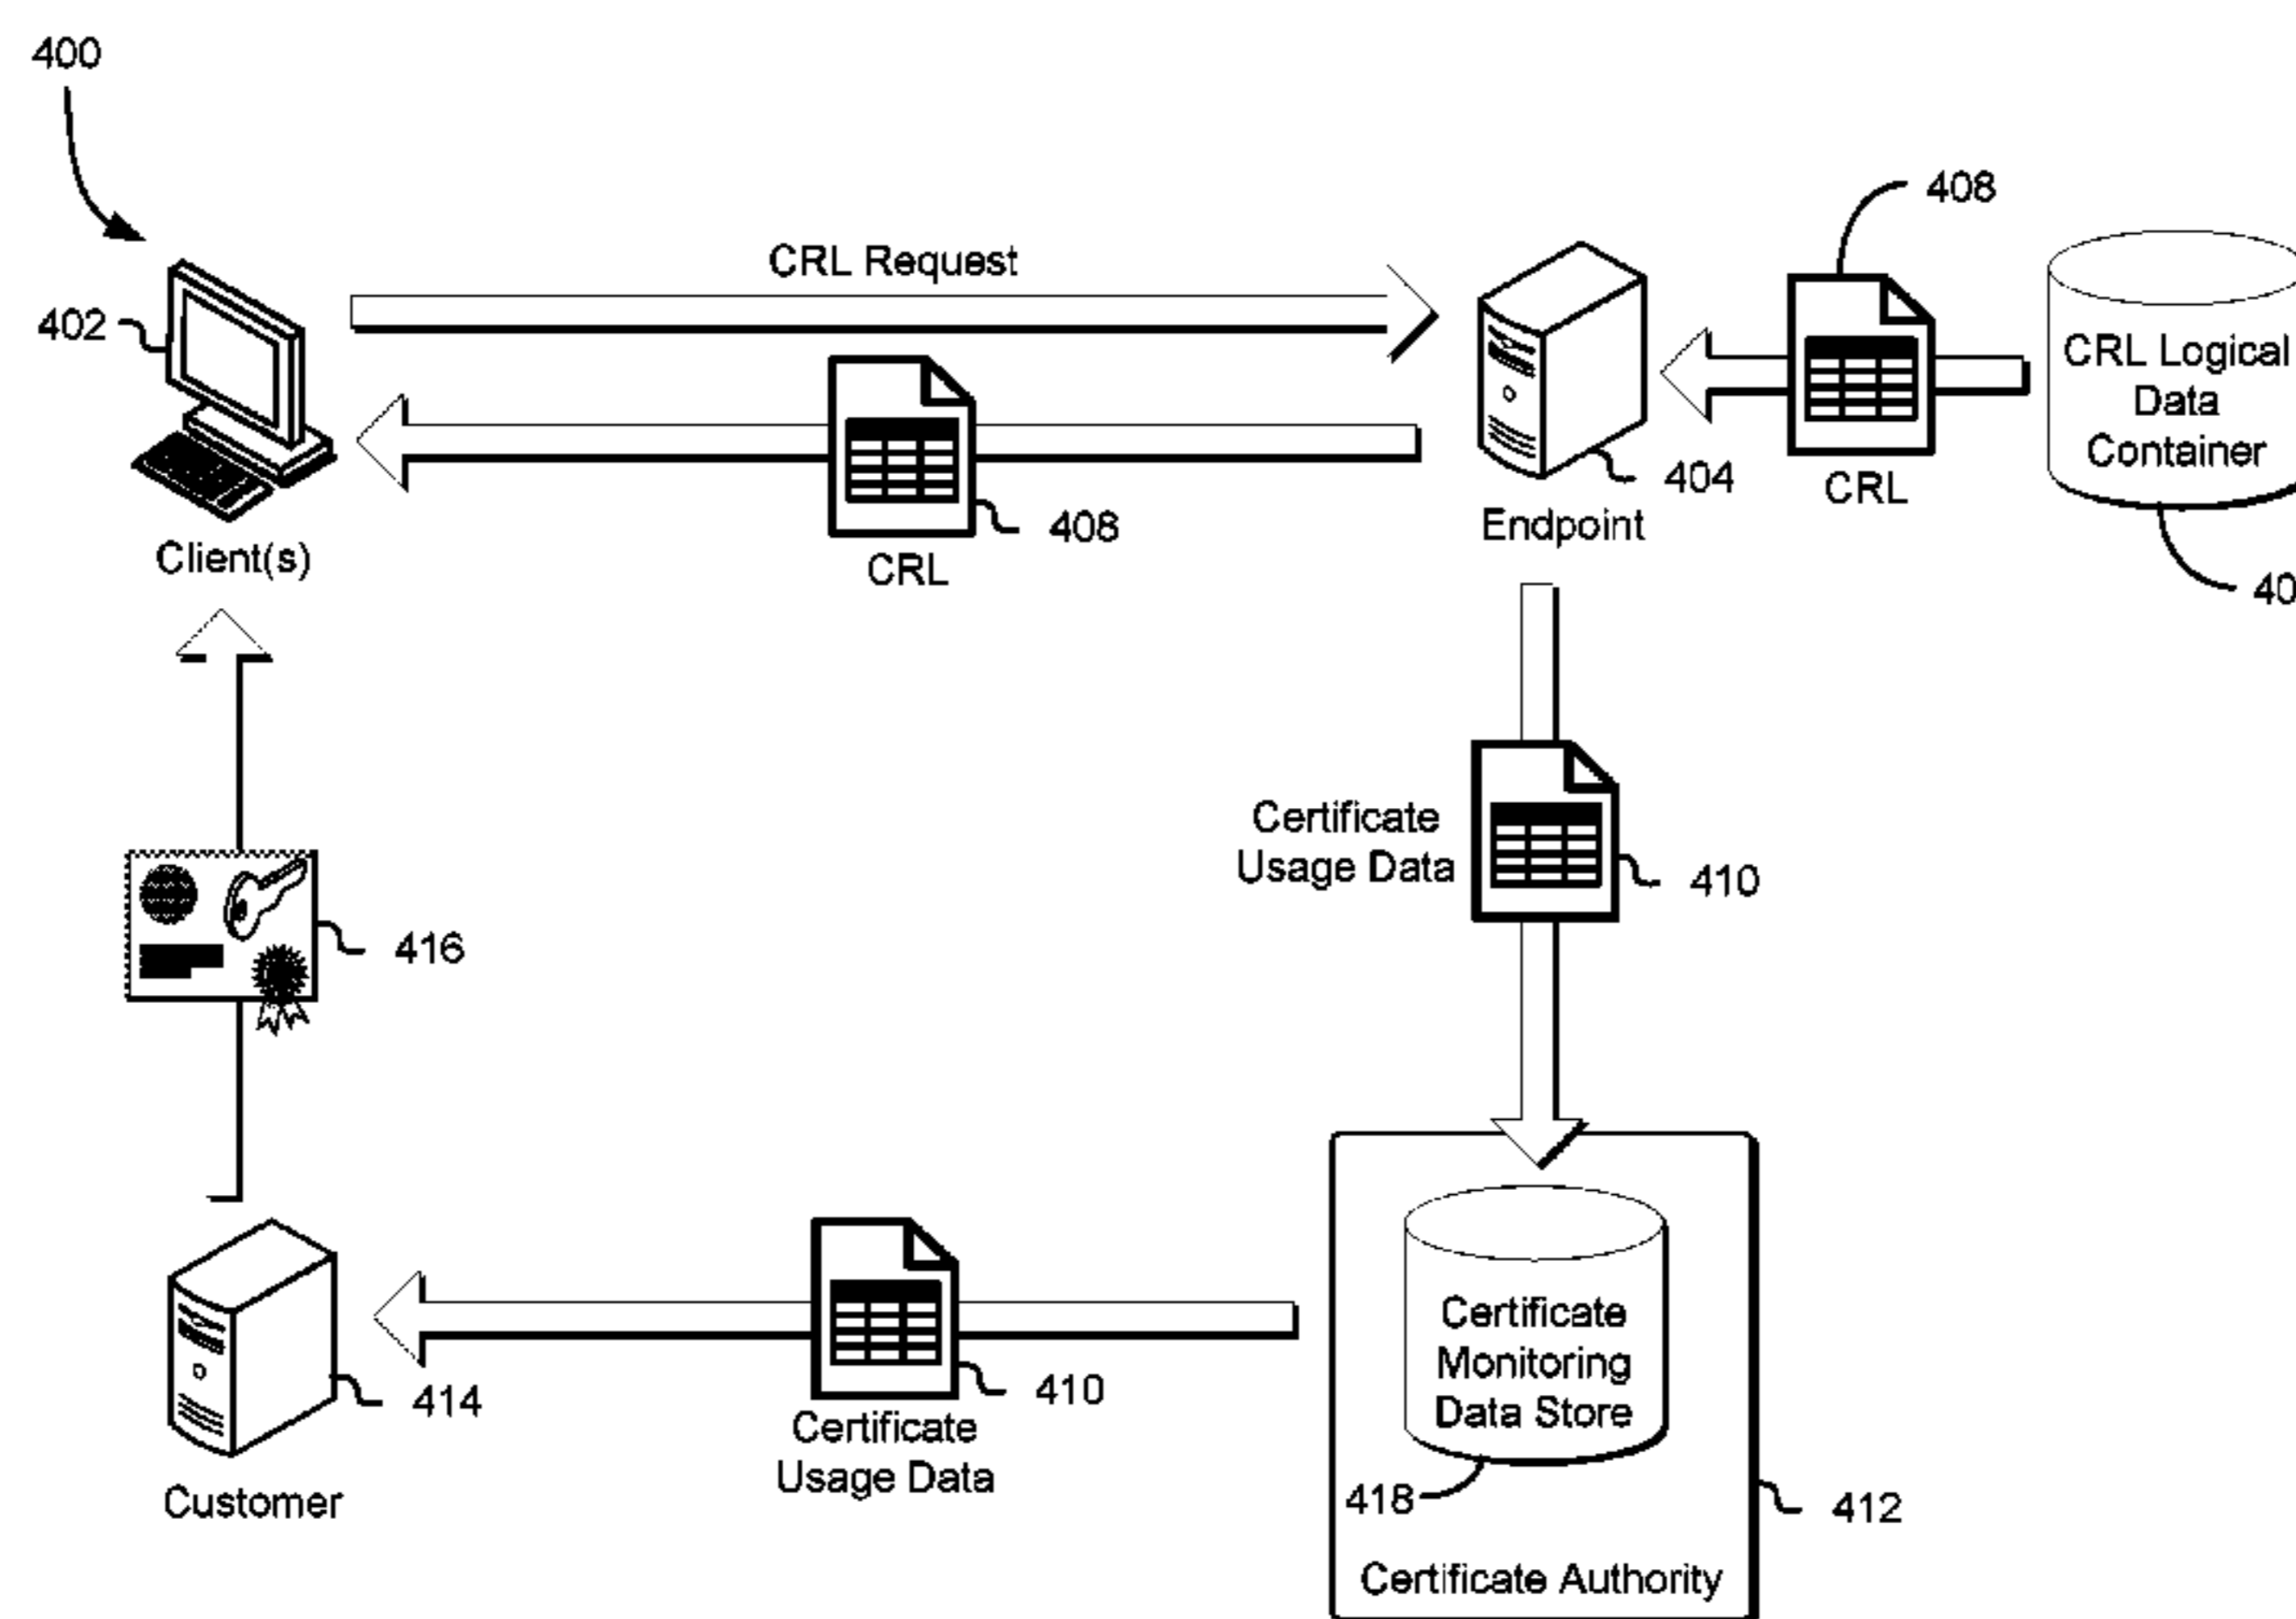 400
408
CRL Request
402
CRL Logical
Data
Container
404
CRL
408
Endpoint
Client(s)
CRL
40
Certificate
Usage Data
410
416
Certificate
Monitoring
Data Store
410
414
Certificate
Usage Data
Customer
418
412
Certificate Authority